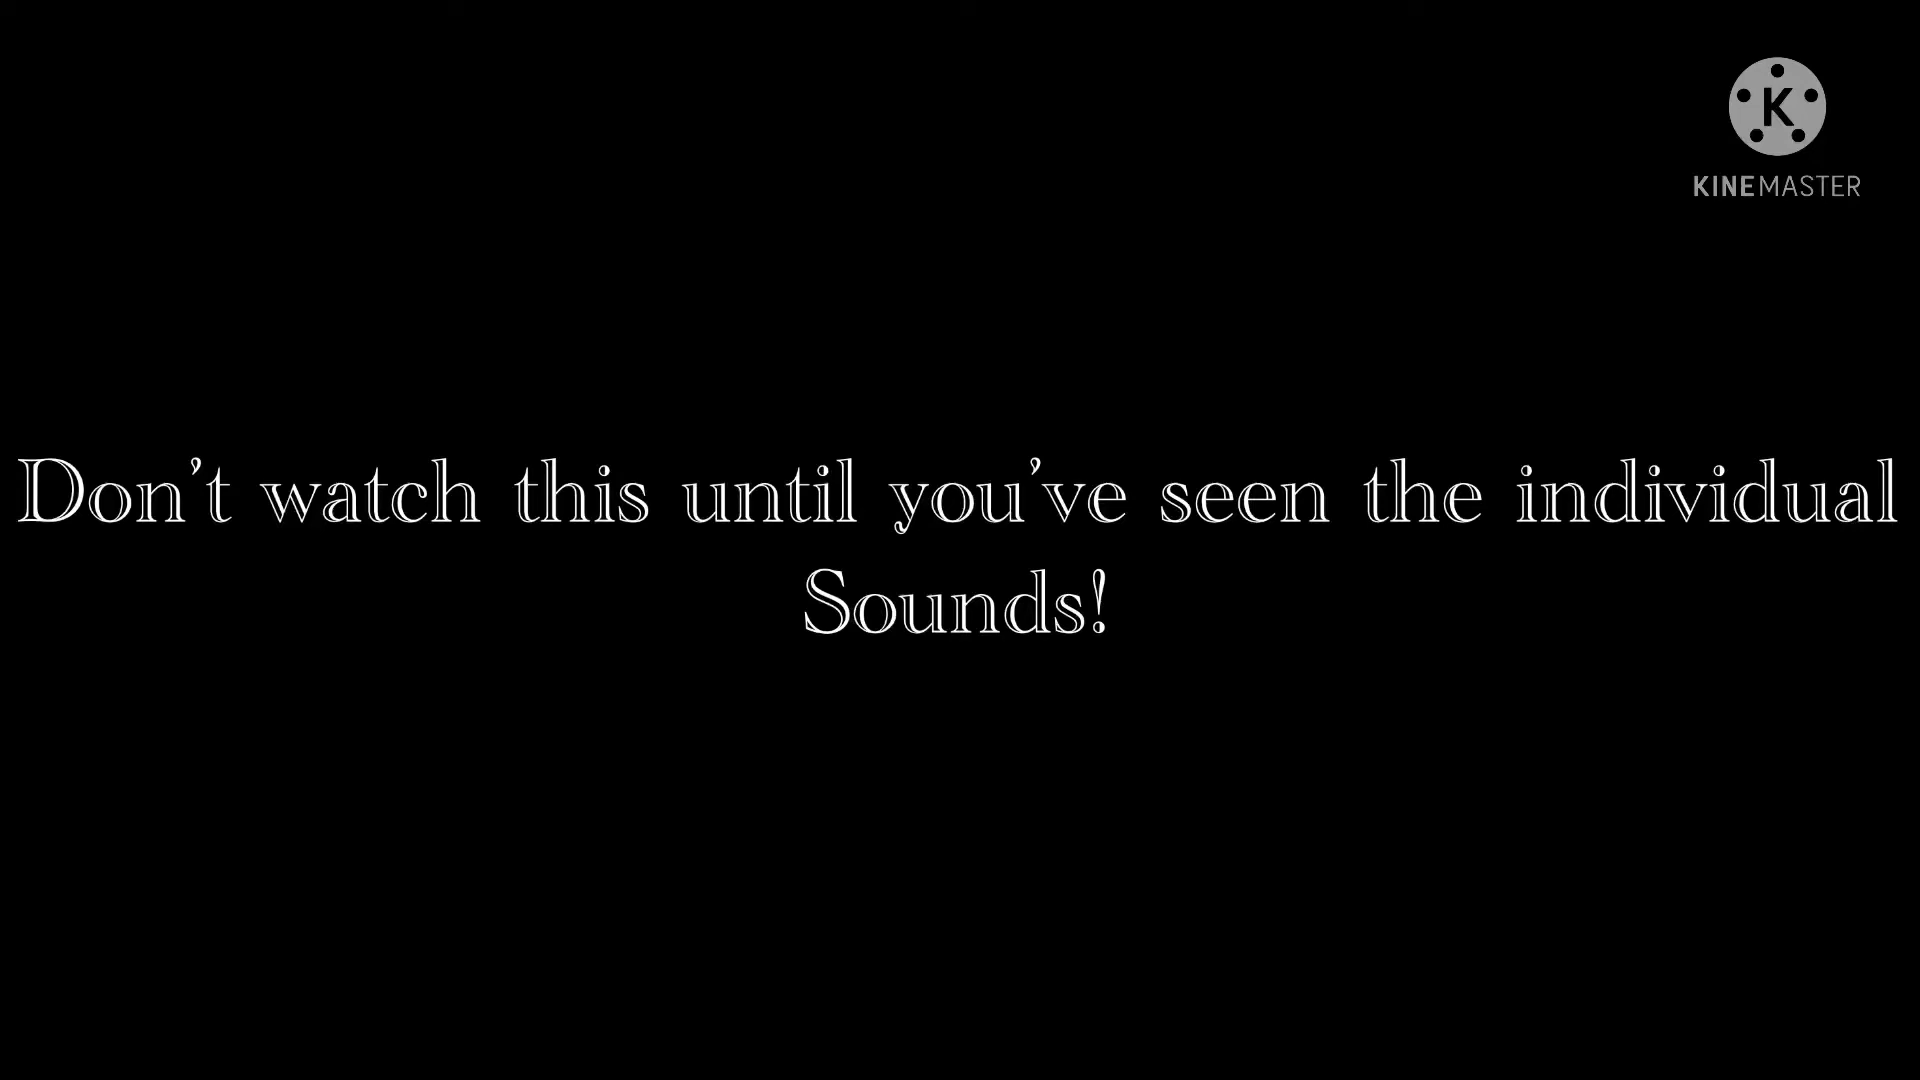 K
KINEMASTER
Don't watch this until you've seen the individual
Sounds!